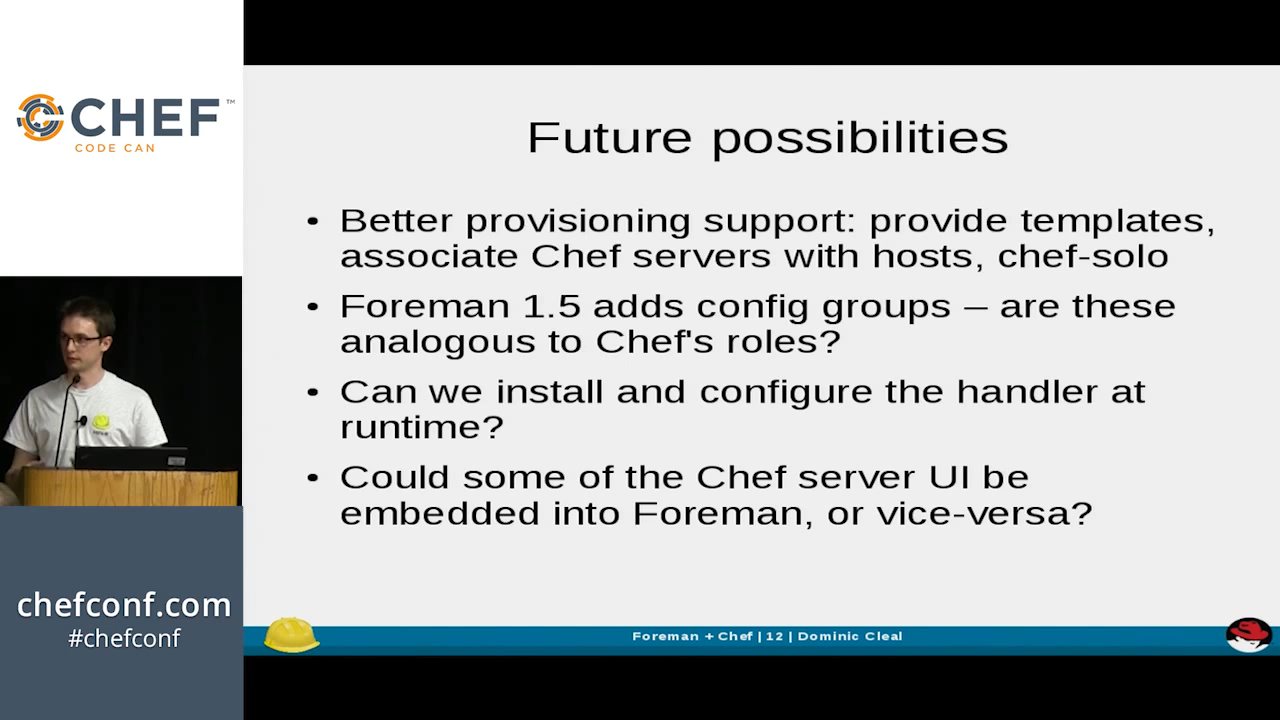 CHEF™
CODE CAN
Future possibilities
• Better provisioning support: provide templates,
associate Chef servers with hosts, chef-solo
• Foreman 1.5 adds config groups – are these
analogous to Chef's roles?
• Can we install and configure the handler at
runtime?
• Could some of the Chef server UI be
embedded into Foreman, or vice-versa?
chefconf.com
#chefconf
Foreman + Chef | 12 | Dominic Cleal